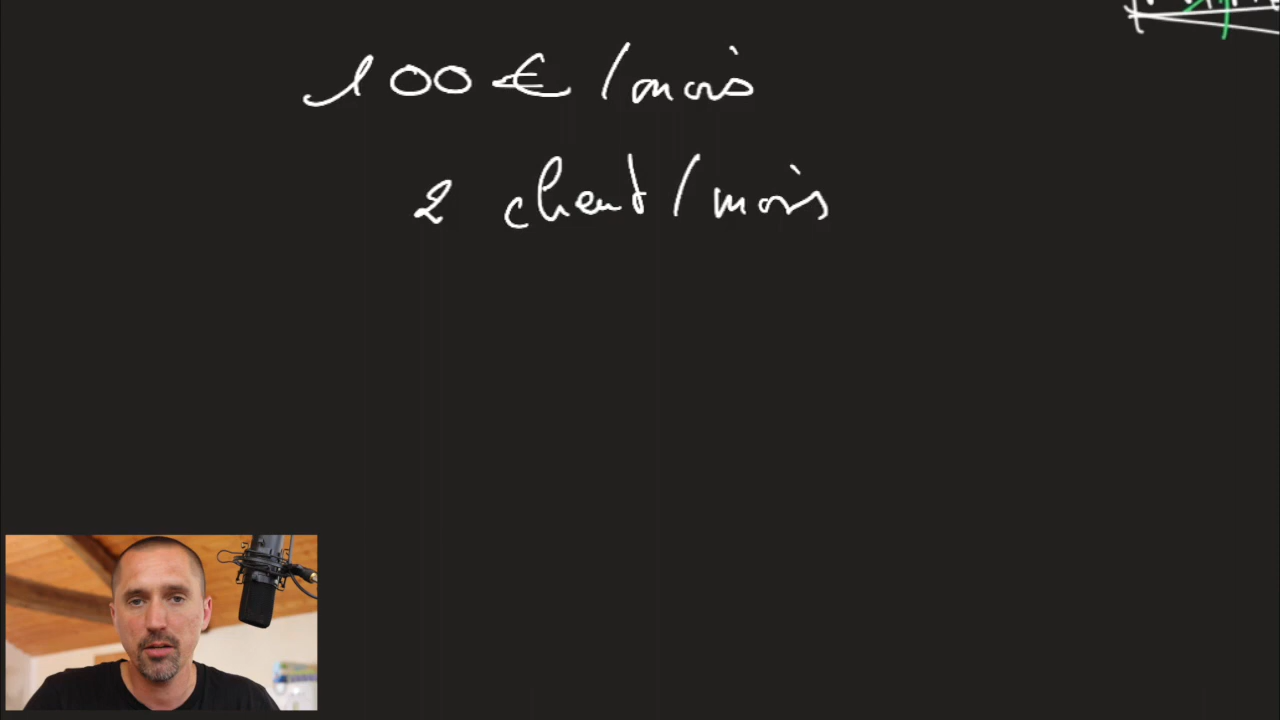 100 € / mois
2 client / mois